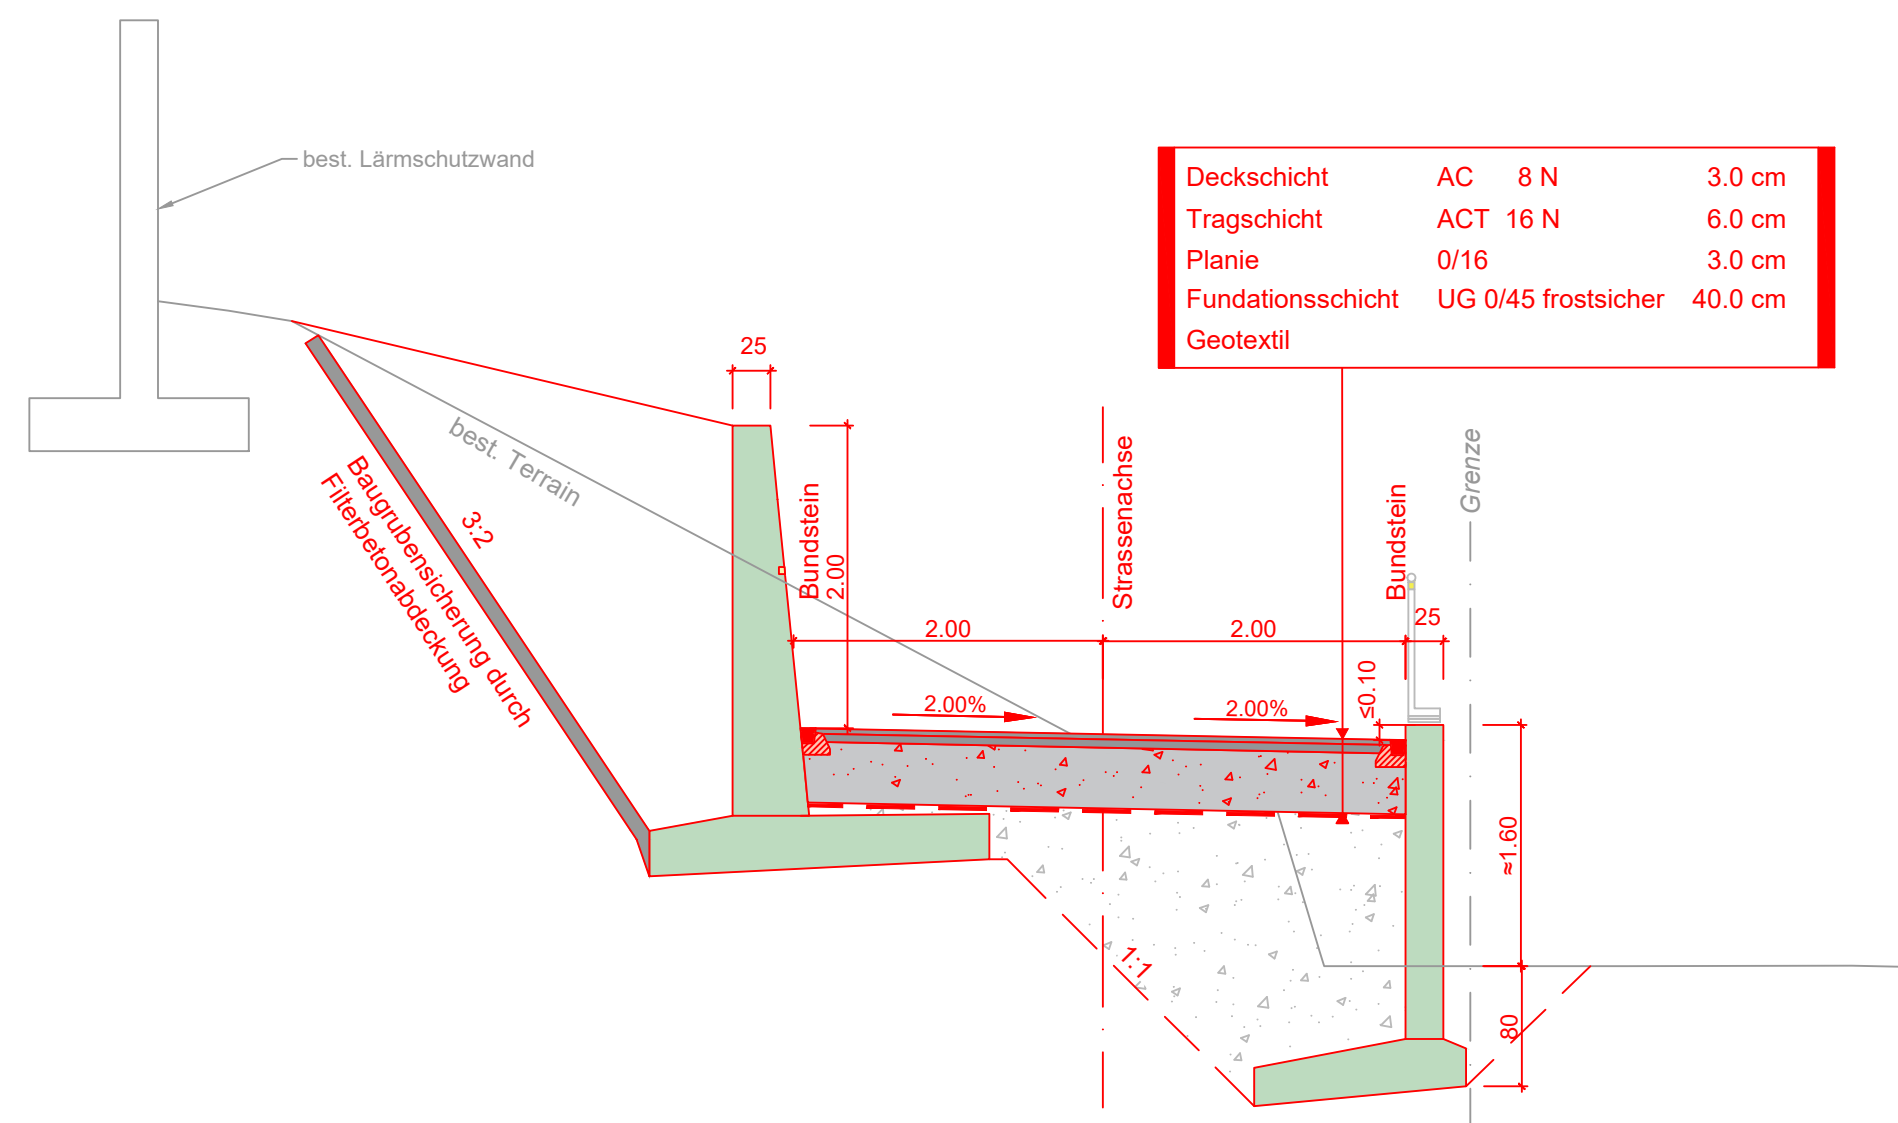 best. Lärmschutzwand
Deckschicht AC 8 N 3.0 cm
Tragschicht ACT 16 N 6.0 cm
Planie 0/16 3.0 cm
Fundationsschicht UG 0/45 frostsicher 40.0 cm
Geotextil
25
best. Terrain
Baugrubensicherung durch
Filterbetonabdeckung
3:2
Bundstein
2.00
Strassenachse
Bundstein
Grenze
25
2.00
2.00
≤0.10
2.00%
2.00%
≈1.60
1:1
80